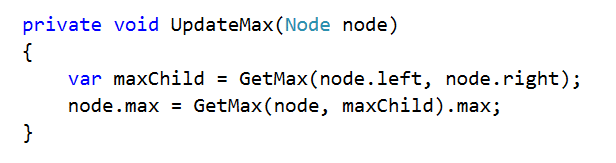 private void UpdateMax(Node node)
{
    var maxChild = GetMax(node.left, node.right);
    node.max = GetMax(node, maxChild).max;
}